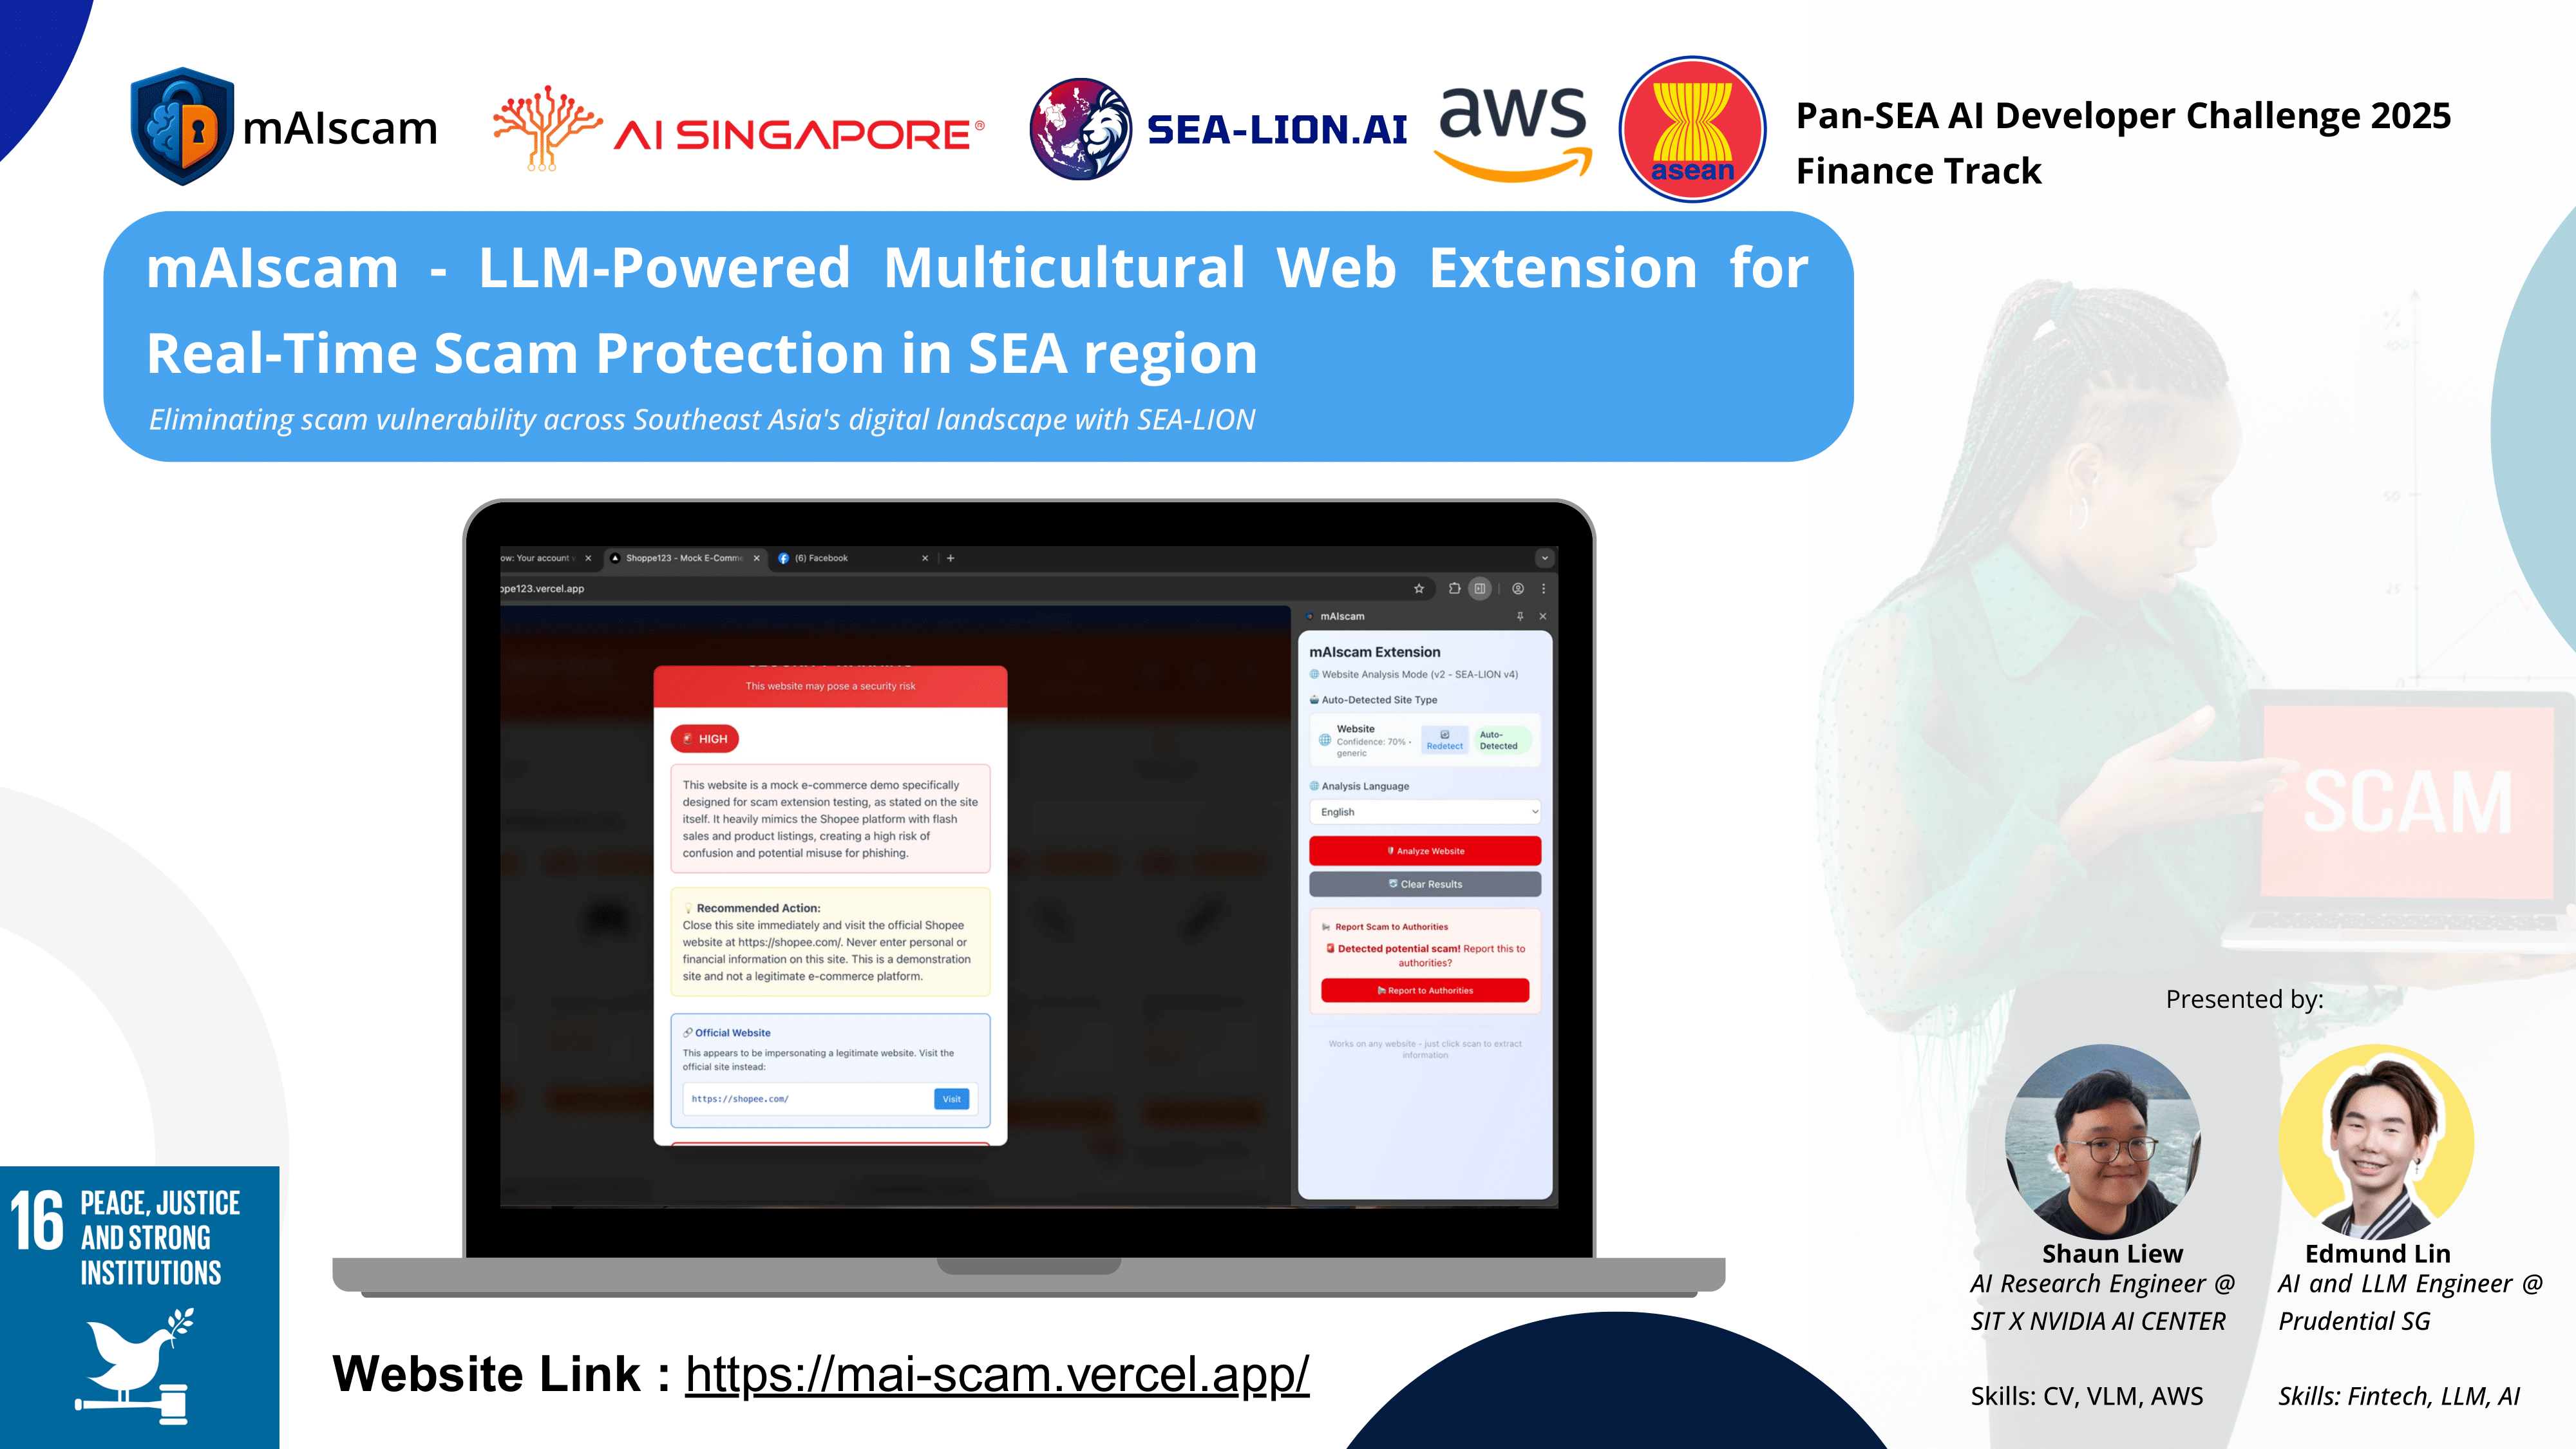 mAIscam
AI SINGAPORE®
SEA-LION.AI
aws
asean
Pan-SEA AI Developer Challenge 2025
Finance Track
mAIscam - LLM-Powered Multicultural Web Extension for
Real-Time Scam Protection in SEA region
Eliminating scam vulnerability across Southeast Asia's digital landscape with SEA-LION
ow: Your account
Shoppe123 - Mock E-Comme
(6) Facebook
ppe123.vercel.app
This website may pose a security risk
HIGH
This website is a mock e-commerce demo specifically
designed for scam extension testing, as stated on the site
itself. It heavily mimics the Shopee platform with flash
sales and product listings, creating a high risk of
confusion and potential misuse for phishing.
Recommended Action:
Close this site immediately and visit the official Shopee
website at https://shopee.com/. Never enter personal or
financial information on this site. This is a demonstration
site and not a legitimate e-commerce platform.
Official Website
This appears to be impersonating a legitimate website. Visit the
official site instead:
https://shopee.com/
Visit
mAIscam
mAIscam Extension
Website Analysis Mode (v2 - SEA-LION v4)
Auto-Detected Site Type
Website
Confidence: 70% •
generic
Redetect
Auto-
Detected
Analysis Language
English
Analyze Website
Clear Results
Report Scam to Authorities
Detected potential scam! Report this to
authorities?
Report to Authorities
Works on any website - just click scan to extract
information
%
100
50
25
0
SCAM
Presented by:
Shaun Liew
AI Research Engineer @
SIT X NVIDIA AI CENTER
Skills: CV, VLM, AWS
Edmund Lin
AI and LLM Engineer @
Prudential SG
Skills: Fintech, LLM, AI
16 PEACE, JUSTICE
AND STRONG
INSTITUTIONS
Website Link : https://mai-scam.vercel.app/